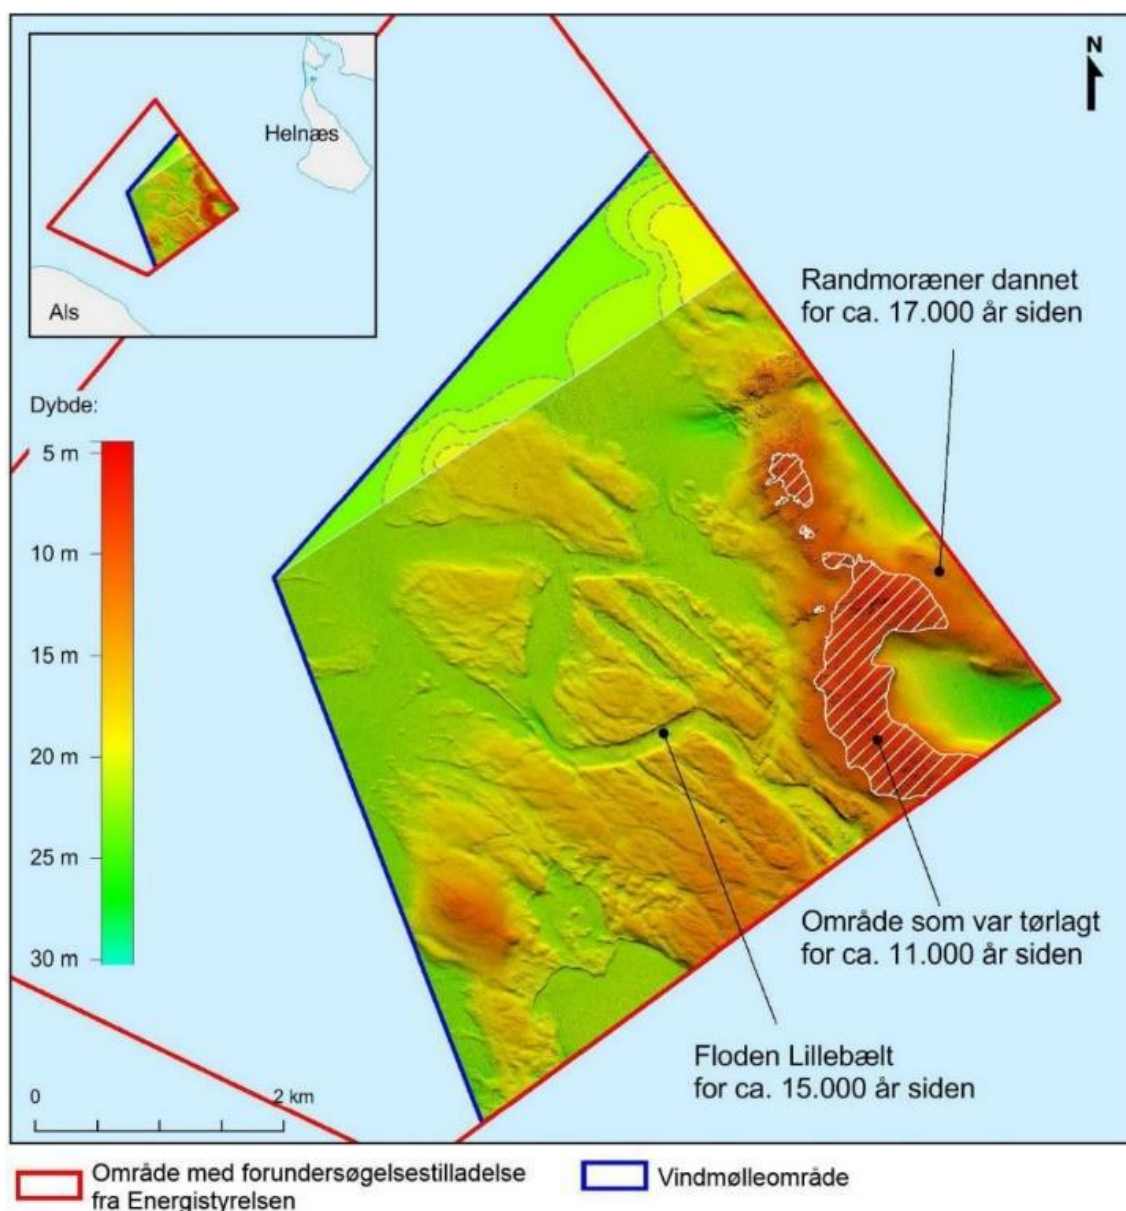 N
Helnæs
Als
Randmoræner dannet
for ca. 17.000 år siden
Dybde:
5 m
10 m
15 m
20 m
25 m
30 m
Område som var tørlagt
for ca. 11.000 år siden
Floden Lillebælt
for ca. 15.000 år siden
0
2 km
Område med forundersøgelsestilladelse
fra Energistyrelsen
Vindmølleområde